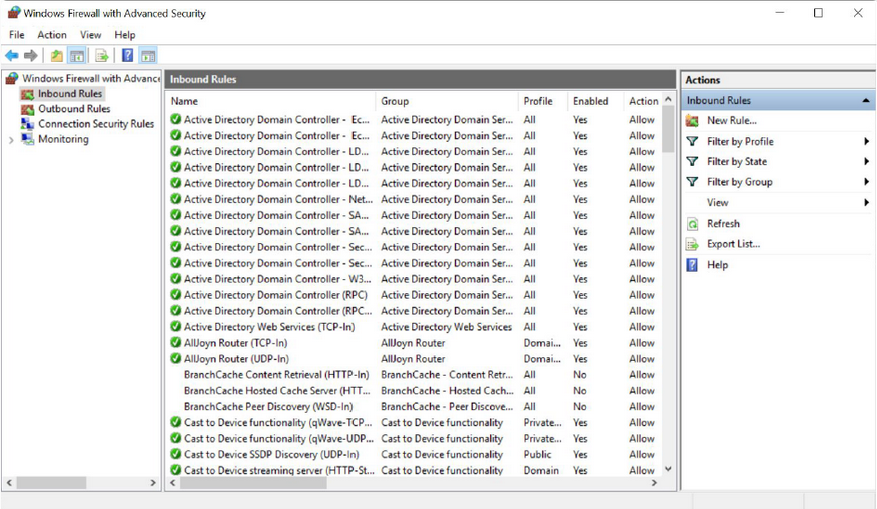 Windows Firewall with Advanced Security
File Action View Help
Windows Firewall with Advance
Inbound Rules
Outbound Rules
Connection Security Rules
Monitoring
Inbound Rules
Name Group Profile Enabled Action
Active Directory Domain Controller - Ec... Active Directory Domain Ser... All Yes Allow
Active Directory Domain Controller - Ec... Active Directory Domain Ser... All Yes Allow
Active Directory Domain Controller - LD... Active Directory Domain Ser... All Yes Allow
Active Directory Domain Controller - LD... Active Directory Domain Ser... All Yes Allow
Active Directory Domain Controller - LD... Active Directory Domain Ser... All Yes Allow
Active Directory Domain Controller - Net... Active Directory Domain Ser... All Yes Allow
Active Directory Domain Controller - SA... Active Directory Domain Ser... All Yes Allow
Active Directory Domain Controller - SA... Active Directory Domain Ser... All Yes Allow
Active Directory Domain Controller - Sec... Active Directory Domain Ser... All Yes Allow
Active Directory Domain Controller - Sec... Active Directory Domain Ser... All Yes Allow
Active Directory Domain Controller - W3... Active Directory Domain Ser... All Yes Allow
Active Directory Domain Controller (RPC) Active Directory Domain Ser... All Yes Allow
Active Directory Domain Controller (RPC... Active Directory Domain Ser... All Yes Allow
Active Directory Web Services (TCP-In) Active Directory Web Services All Yes Allow
AllJoyn Router (TCP-In) AllJoyn Router Domai... Yes Allow
AllJoyn Router (UDP-In) AllJoyn Router Domai... Yes Allow
BranchCache Content Retrieval (HTTP-In) BranchCache - Content Retr... All No Allow
BranchCache Hosted Cache Server (HTT... BranchCache - Hosted Cach... All No Allow
BranchCache Peer Discovery (WSD-In) BranchCache - Peer Discove... All No Allow
Cast to Device functionality (qWave-TCP... Cast to Device functionality Private... Yes Allow
Cast to Device functionality (qWave-UDP... Cast to Device functionality Private... Yes Allow
Cast to Device SSDP Discovery (UDP-In) Cast to Device functionality Public Yes Allow
Cast to Device streaming server (HTTP-St... Cast to Device functionality Domain Yes Allow
Actions
Inbound Rules
New Rule...
Filter by Profile
Filter by State
Filter by Group
View
Refresh
Export List...
Help